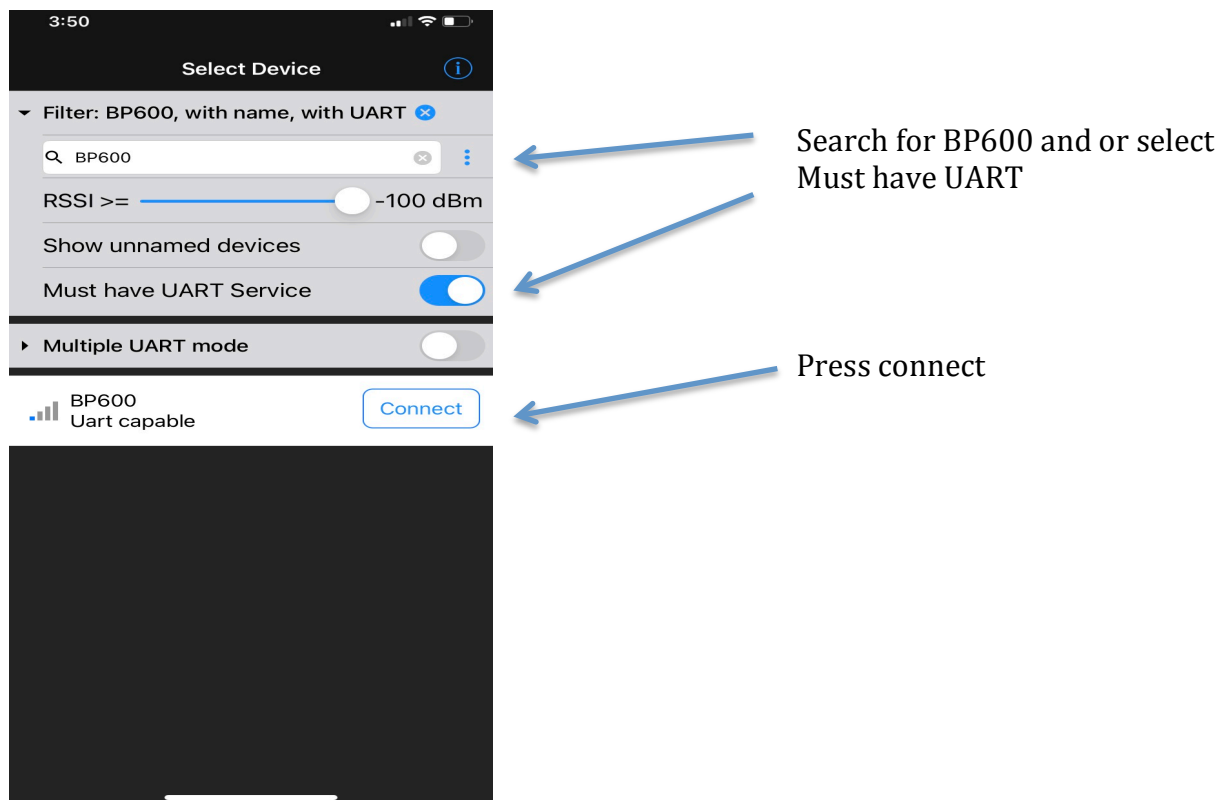 3:50
Select Device
Filter: BP600, with name, with UART
BP600
RSSI >= -100 dBm
Show unnamed devices
Must have UART Service
Multiple UART mode
BP600
Uart capable
Connect
Search for BP600 and or select
Must have UART
Press connect